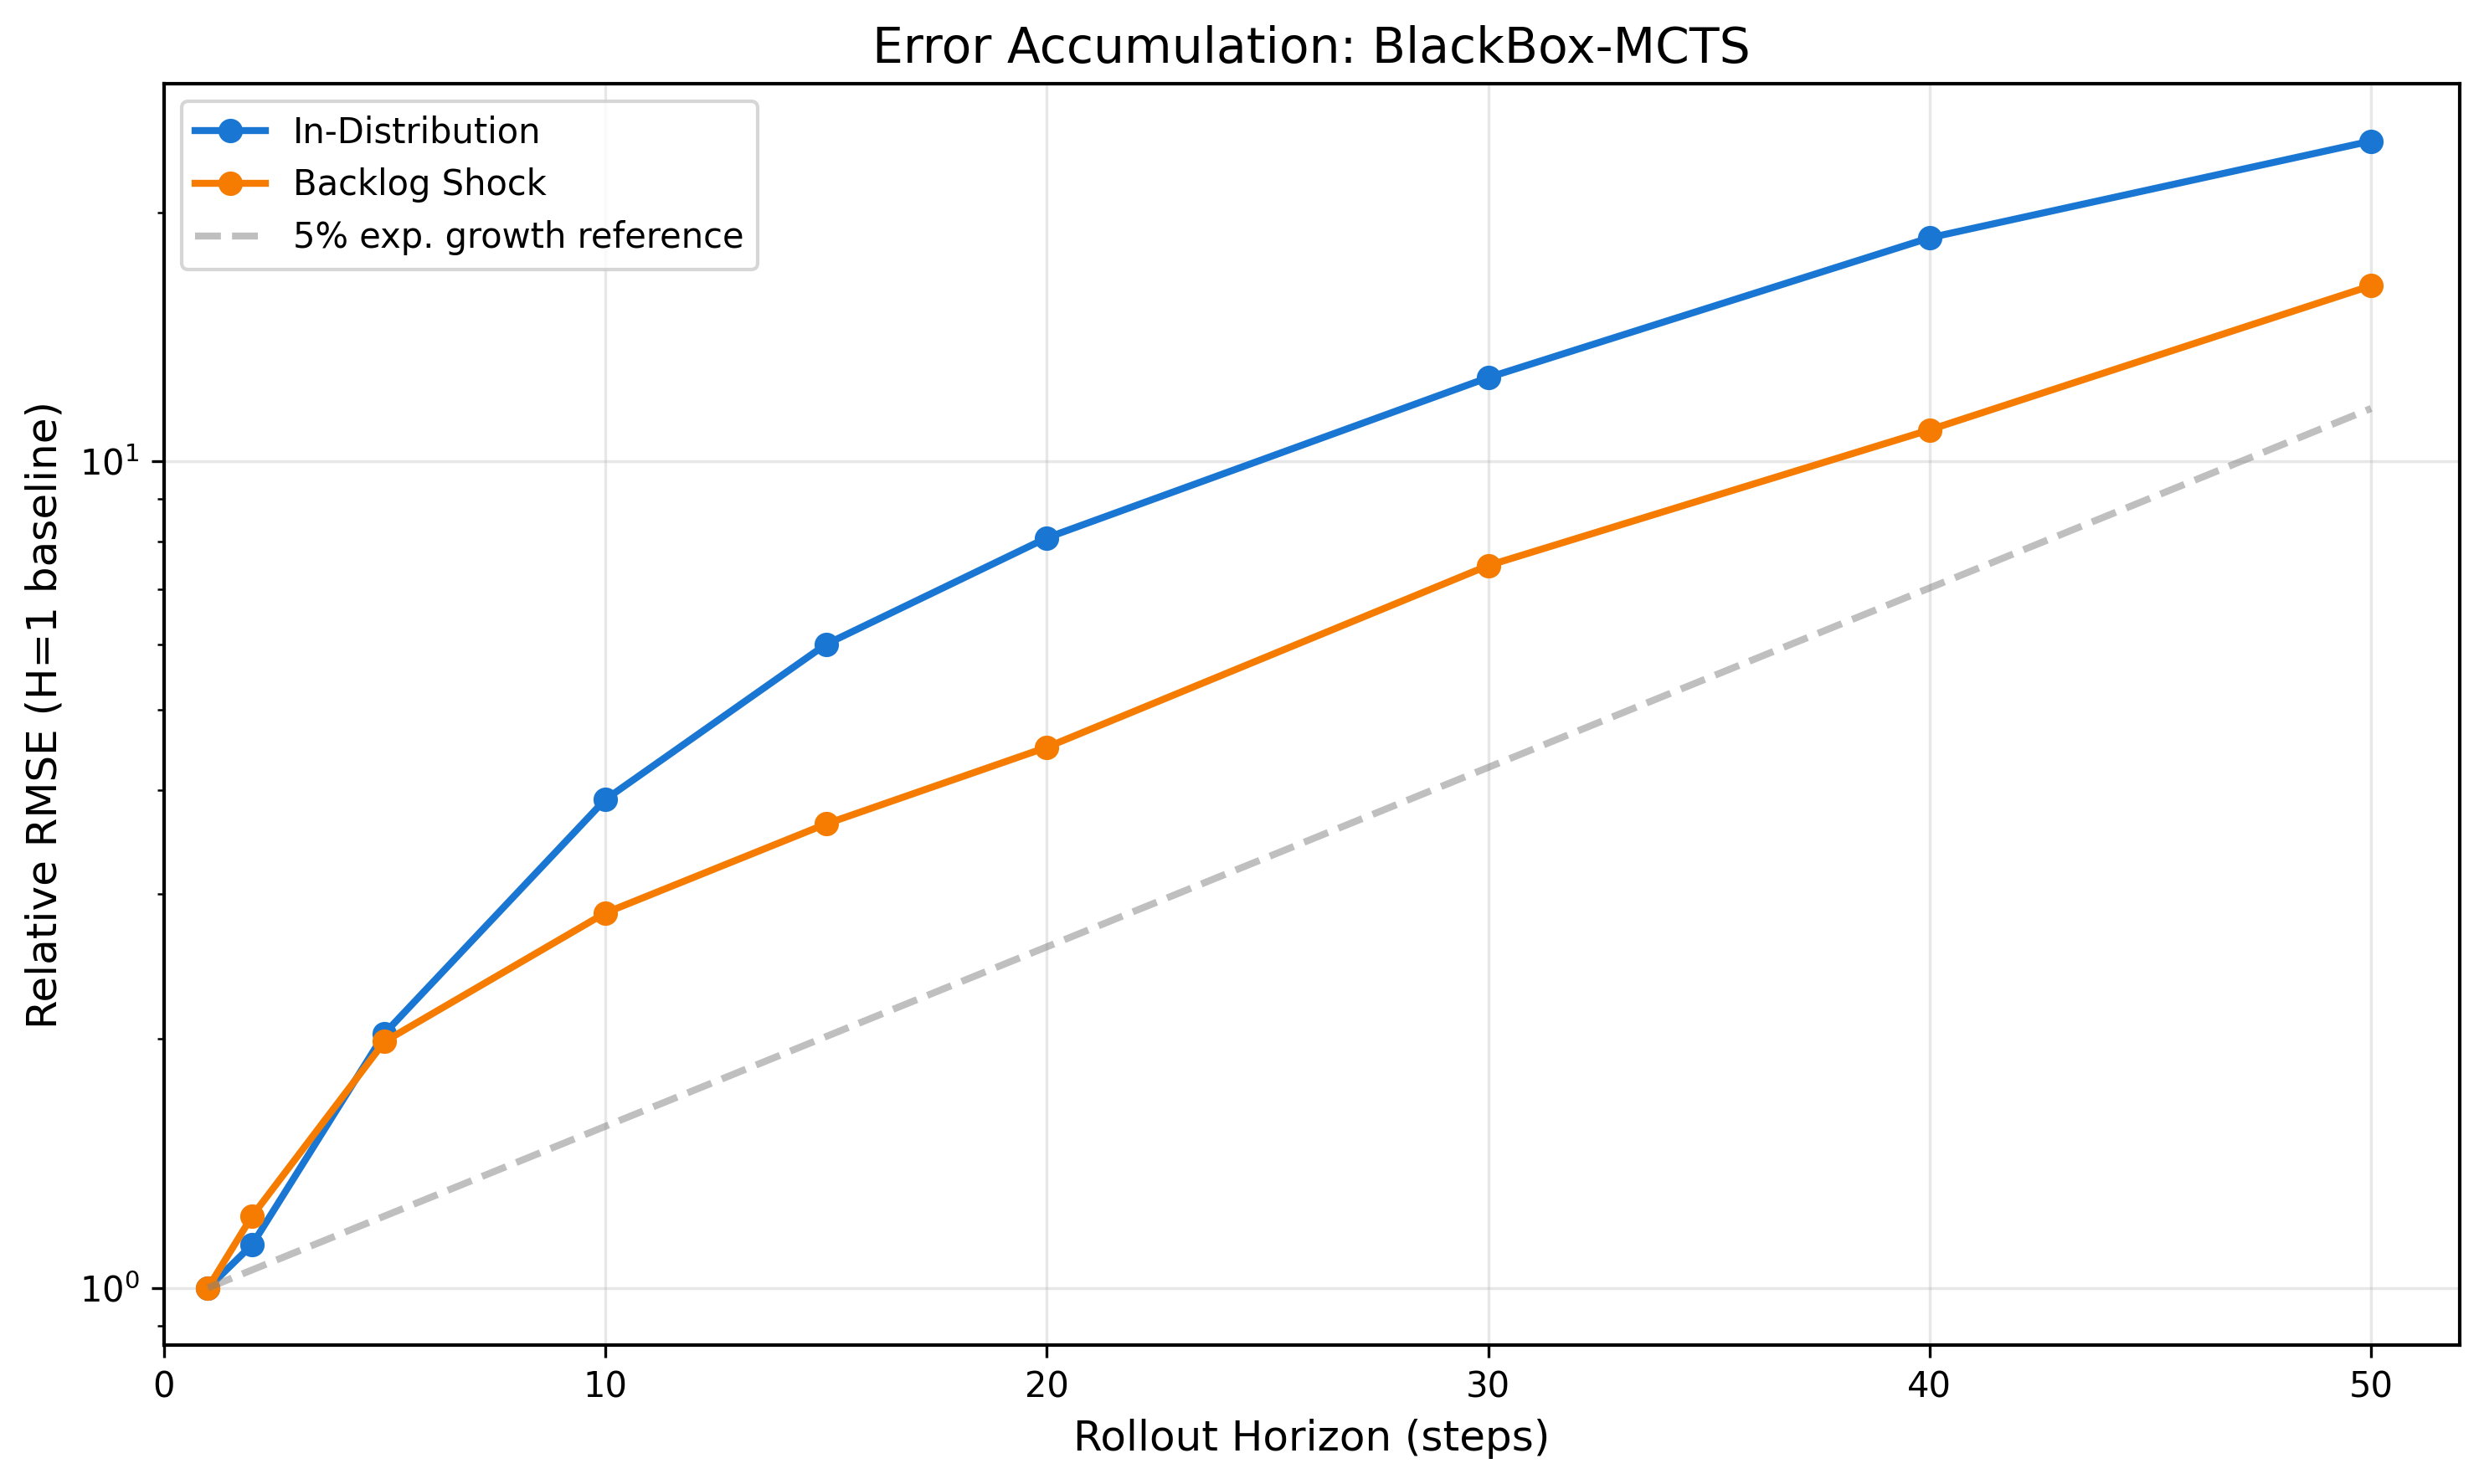 Error Accumulation: BlackBox-MCTS
In-Distribution
Backlog Shock
5% exp. growth reference
Relative RMSE (H=1 baseline)
10¹
10⁰
0 10 20 30 40 50
Rollout Horizon (steps)